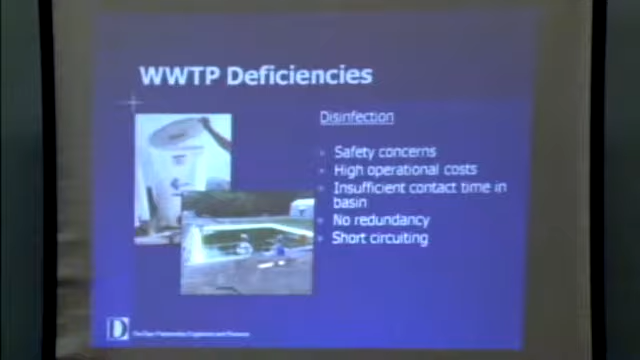 WWTP Deficiencies
Disinfection
Safety concerns
High operational costs
Insufficient contact time in
basin
No redundancy
Short circuiting
D